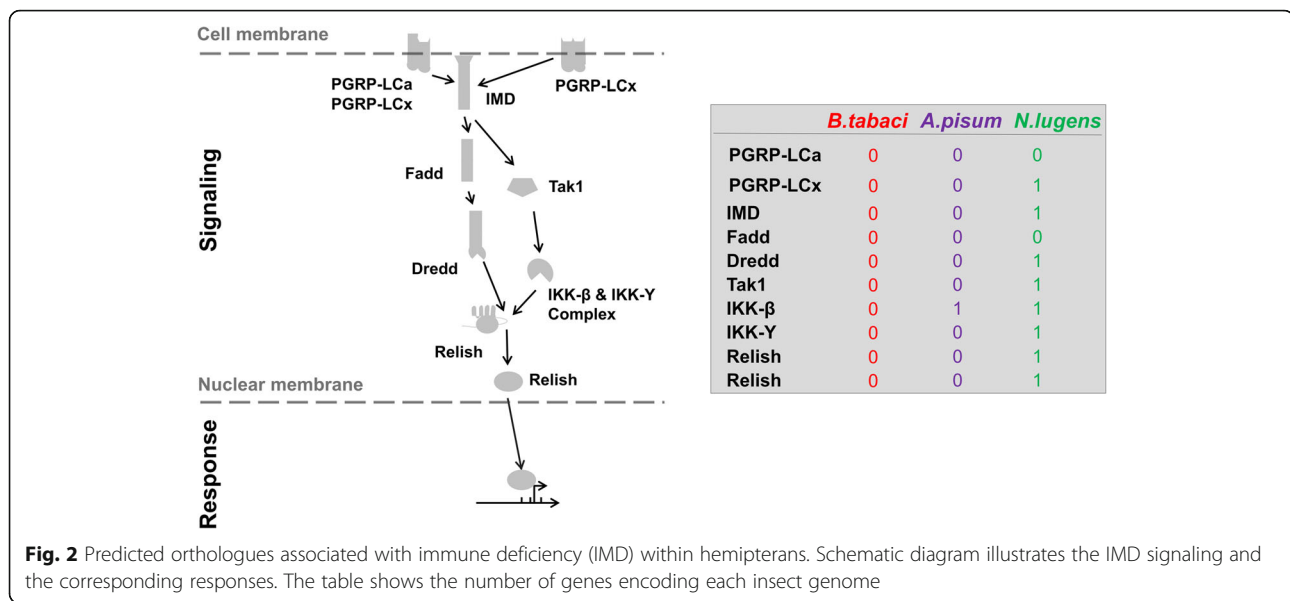 Cell membrane
PGRP-LCa
PGRP-LCx
IMD
PGRP-LCx
Signaling
Fadd
Tak1
Dredd
IKK-β & IKK-Y
Complex
Relish
Nuclear membrane
Relish
Response
B.tabaci A.pisum N.lugens
PGRP-LCa 0 0 0
PGRP-LCx 0 0 1
IMD 0 0 1
Fadd 0 0 0
Dredd 0 0 1
Tak1 0 0 1
IKK-β 0 1 1
IKK-Y 0 0 1
Relish 0 0 1
Relish 0 0 1
Fig. 2 Predicted orthologues associated with immune deficiency (IMD) within hemipterans. Schematic diagram illustrates the IMD signaling and
the corresponding responses. The table shows the number of genes encoding each insect genome